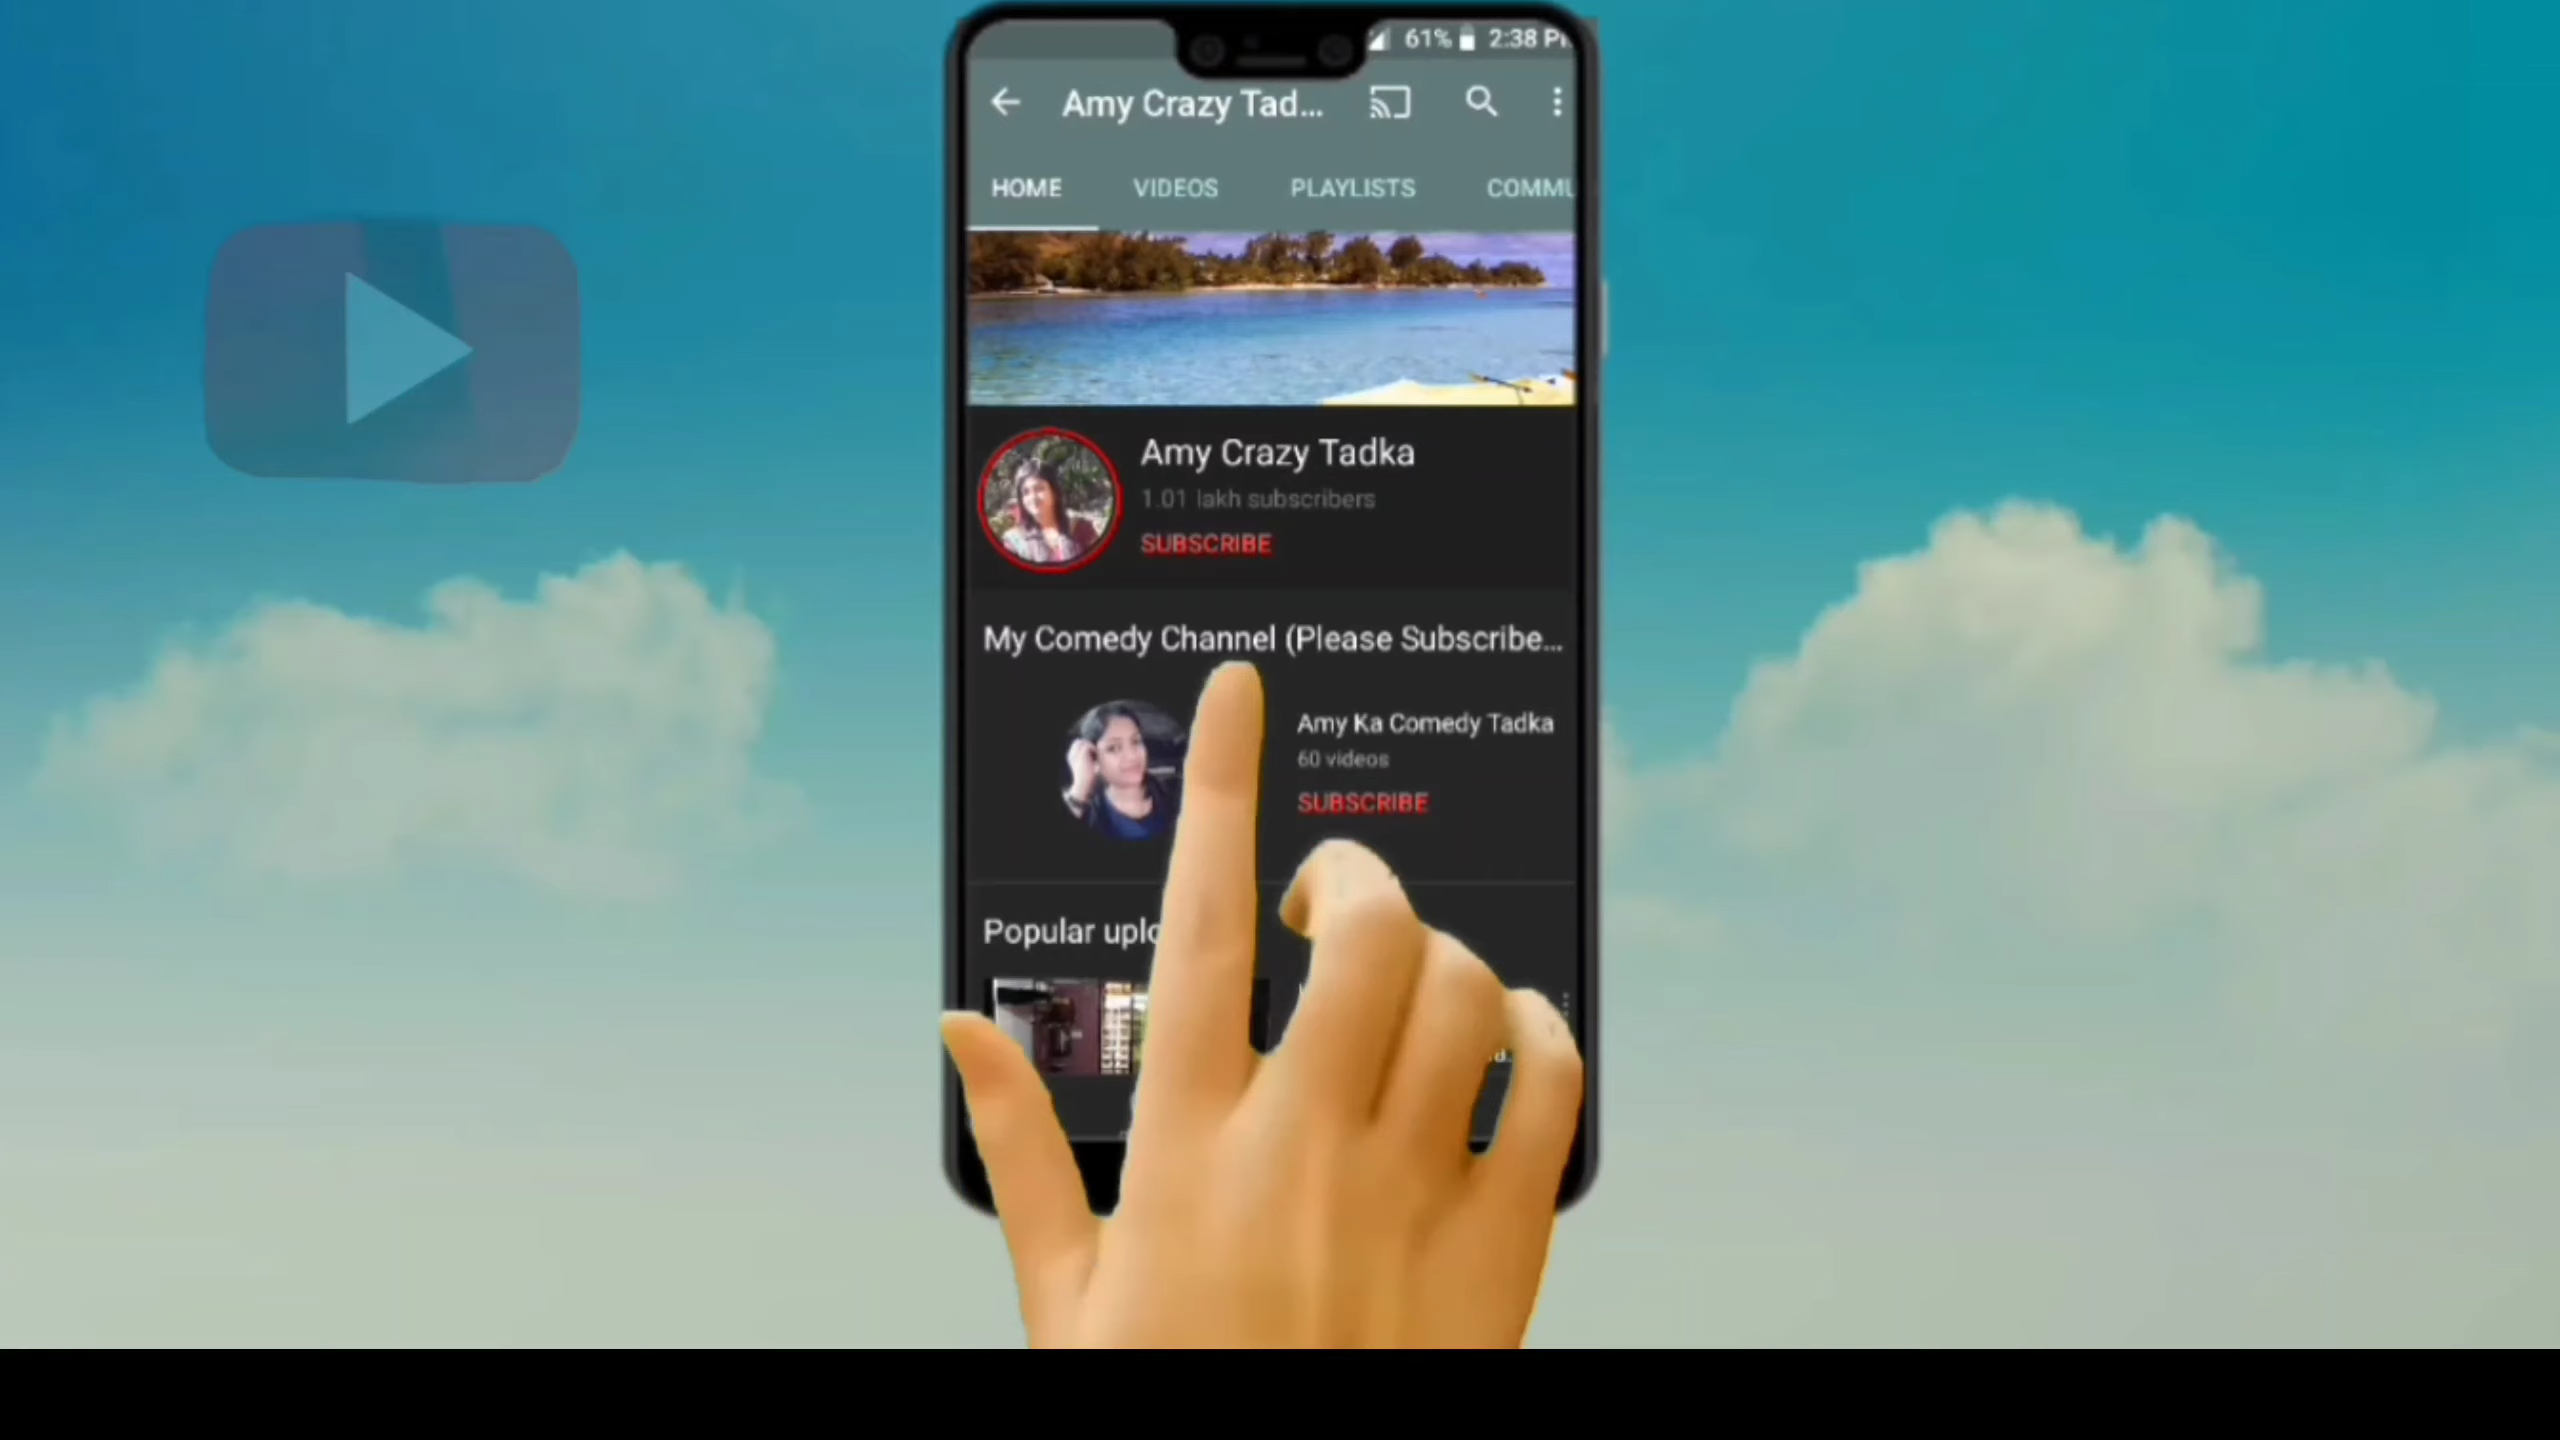 61% 2:38
Amy Crazy Tad...
HOME VIDEOS PLAYLISTS
Amy Crazy Tadka
1.01 lakh subscribers
SUBSCRIBE
My Comedy Channel (Please Subscribe...
Amy Ka Comedy Tadka
60 videos
SUBSCRIBE
Popular